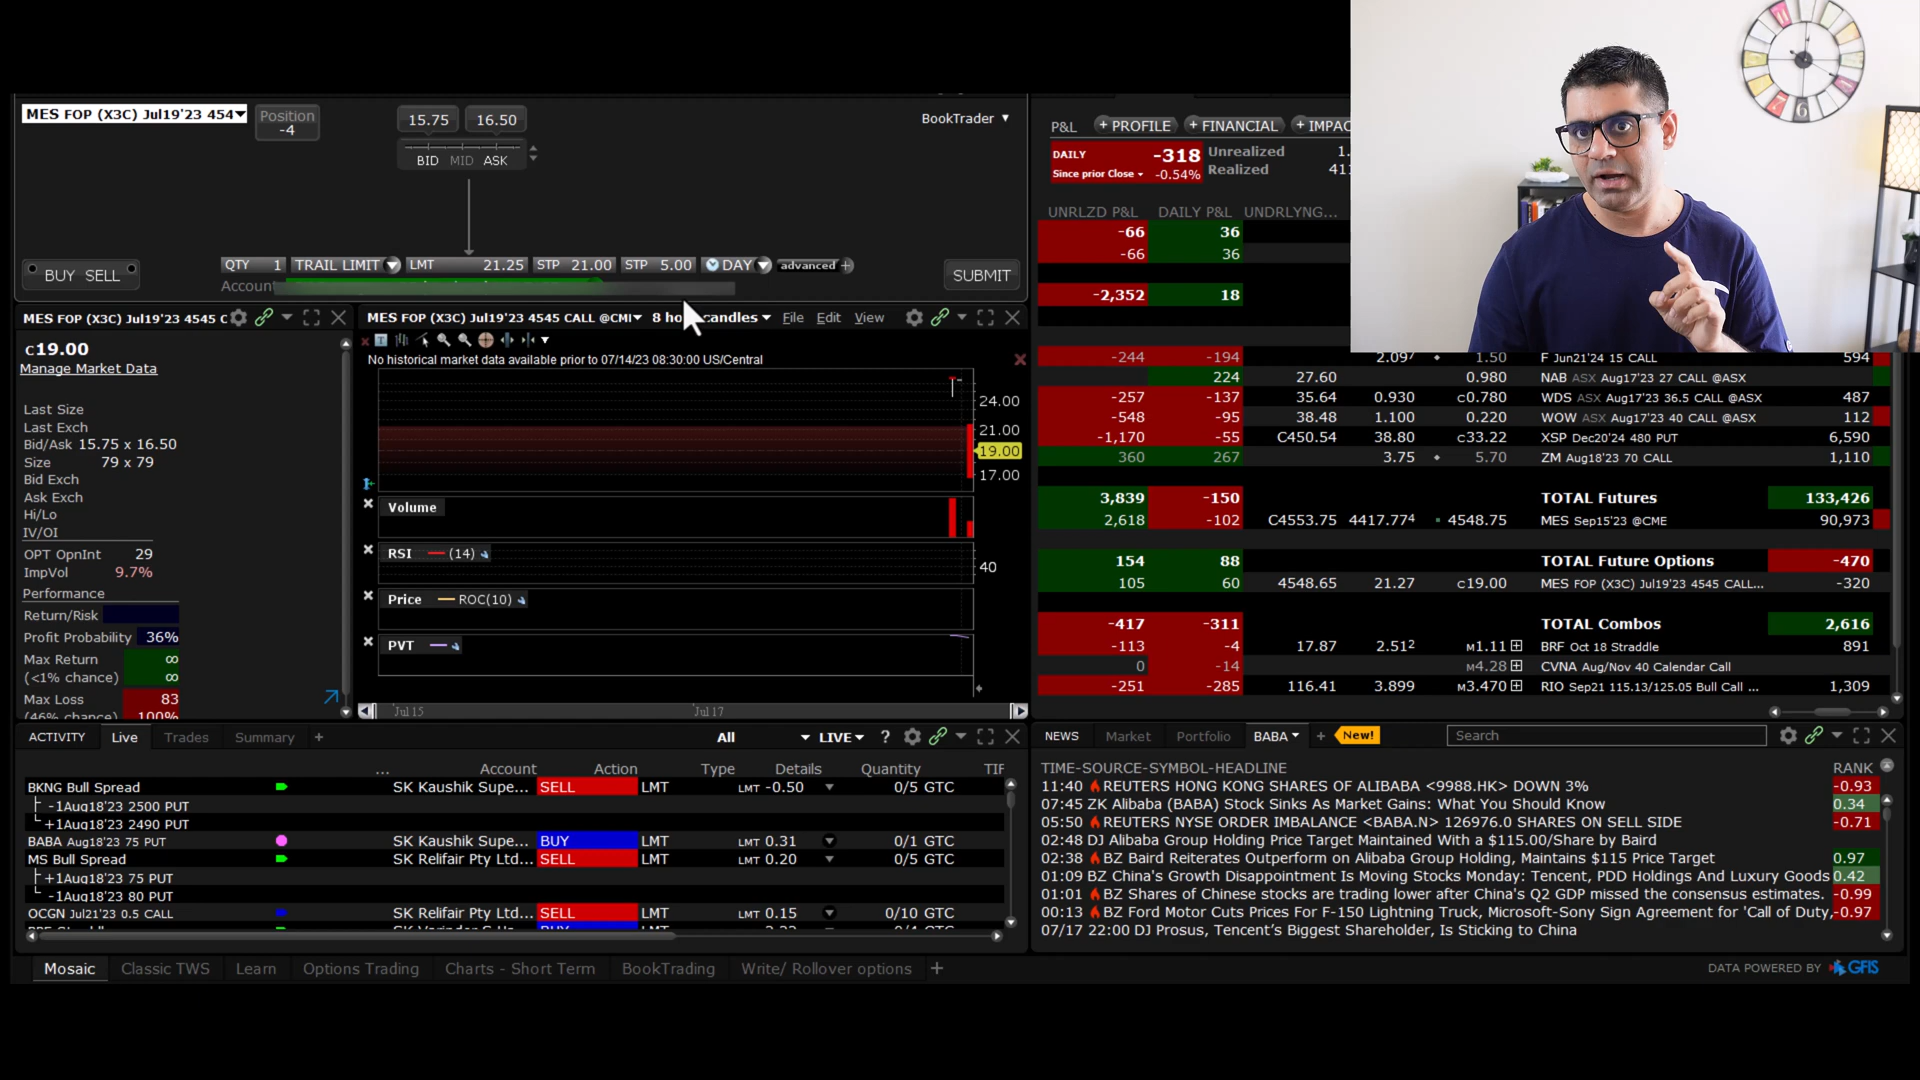 MES FOP (X3C) Jul19'23 454
Position
-4
15.75 16.50
BID MID ASK
BookTrader
BUY SELL
QTY 1 TRAIL LIMIT LMT 21.25 STP 21.00 STP 5.00 DAY advanced +
Account
SUBMIT
P&L + PROFILE + FINANCIAL + IMPAC
DAILY -318 Unrealized 1.
Since prior Close -0.54% Realized 411
UNRLZD P&L DAILY P&L UNDRLYNG...
-66 36
-66 36
-2,352 18
-244 -194 2.09⁷ 1.50 F Jun21'24 15 CALL 594
224 27.60 0.980 NAB ASX Aug17'23 27 CALL @ASX
-257 -137 35.64 0.930 c0.780 WDS ASX Aug17'23 36.5 CALL @ASX 487
-548 -95 38.48 1.100 0.220 WOW ASX Aug17'23 40 CALL @ASX 112
-1,170 -55 C450.54 38.80 c33.22 XSP Dec20'24 480 PUT 6,590
360 267 3.75 5.70 ZM Aug18'23 70 CALL 1,110
3,839 -150 TOTAL Futures 133,426
2,618 -102 C4553.75 4417.77⁴ 4548.75 MES Sep15'23 @CME 90,973
154 88 TOTAL Future Options -470
105 60 4548.65 21.27 c19.00 MES FOP (X3C) Jul19'23 4545 CALL... -320
-417 -311 TOTAL Combos 2,616
-113 -4 17.87 2.51² M1.11 BRF Oct 18 Straddle 891
0 -14 M4.28 CVNA Aug/Nov 40 Calendar Call
-251 -285 116.41 3.899 M3.470 RIO Sep21 115.13/125.05 Bull Call ... 1,309
MES FOP (X3C) Jul19'23 4545 C
c19.00
Manage Market Data
Last Size
Last Exch
Bid/Ask 15.75 x 16.50
Size 79 x 79
Bid Exch
Ask Exch
Hi/Lo
IV/OI
OPT OpnInt 29
ImpVol 9.7%
Performance
Return/Risk
Profit Probability 36%
Max Return ∞
(<1% chance) ∞
Max Loss 83
(46% chance) 100%
MES FOP (X3C) Jul19'23 4545 CALL @CMI 8 ho candles File Edit View
No historical market data available prior to 07/14/23 08:30:00 US/Central
24.00
21.00
19.00
17.00
Volume
RSI (14)
40
Price ROC(10)
PVT
Jul 15 Jul 17
ACTIVITY Live Trades Summary + All LIVE ?
... Account Action Type Details Quantity TIF
BKNG Bull Spread SK Kaushik Supe... SELL LMT LMT -0.50 0/5 GTC
-1Aug18'23 2500 PUT
+1Aug18'23 2490 PUT
BABA Aug18'23 75 PUT SK Kaushik Supe... BUY LMT LMT 0.31 0/1 GTC
MS Bull Spread SK Relifair Pty Ltd... SELL LMT LMT 0.20 0/5 GTC
+1Aug18'23 75 PUT
-1Aug18'23 80 PUT
OCGN Jul21'23 0.5 CALL SK Relifair Pty Ltd... SELL LMT LMT 0.15 0/10 GTC
NEWS Market Portfolio BABA + New! Search
TIME-SOURCE-SYMBOL-HEADLINE RANK
11:40 REUTERS HONG KONG SHARES OF ALIBABA <9988.HK> DOWN 3% -0.93
07:45 ZK Alibaba (BABA) Stock Sinks As Market Gains: What You Should Know 0.34
05:50 REUTERS NYSE ORDER IMBALANCE <BABA.N> 126976.0 SHARES ON SELL SIDE -0.71
02:48 DJ Alibaba Group Holding Price Target Maintained With a $115.00/Share by Baird
02:38 BZ Baird Reiterates Outperform on Alibaba Group Holding, Maintains $115 Price Target 0.97
01:09 BZ China's Growth Disappointment Is Moving Stocks Monday: Tencent, PDD Holdings And Luxury Goods 0.42
01:01 BZ Shares of Chinese stocks are trading lower after China's Q2 GDP missed the consensus estimates. -0.99
00:13 BZ Ford Motor Cuts Prices For F-150 Lightning Truck, Microsoft-Sony Sign Agreement for 'Call of Duty, -0.97
07/17 22:00 DJ Prosus, Tencent's Biggest Shareholder, Is Sticking to China
Mosaic Classic TWS Learn Options Trading Charts - Short Term BookTrader Write/ Rollover options +
DATA POWERED BY GFIS